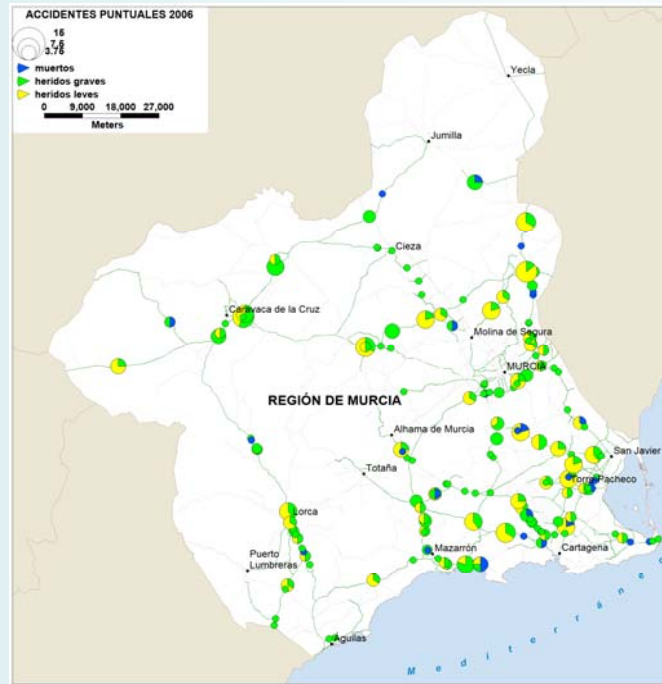 ACCIDENTES PUNTUALES 2006
15
7.5
3.75
muertos
heridos graves
heridos leves
0 9,000 18,000 27,000
Meters
Yecla
Jumilla
Cieza
Caravaca de la Cruz
Molina de Segura
MURCIA
REGIÓN DE MURCIA
Alhama de Murcia
San Javier
Totaña
Torre-Pacheco
Lorca
Puerto
Lumbreras
Mazarrón
Cartagena
Águilas
Mediterráneo